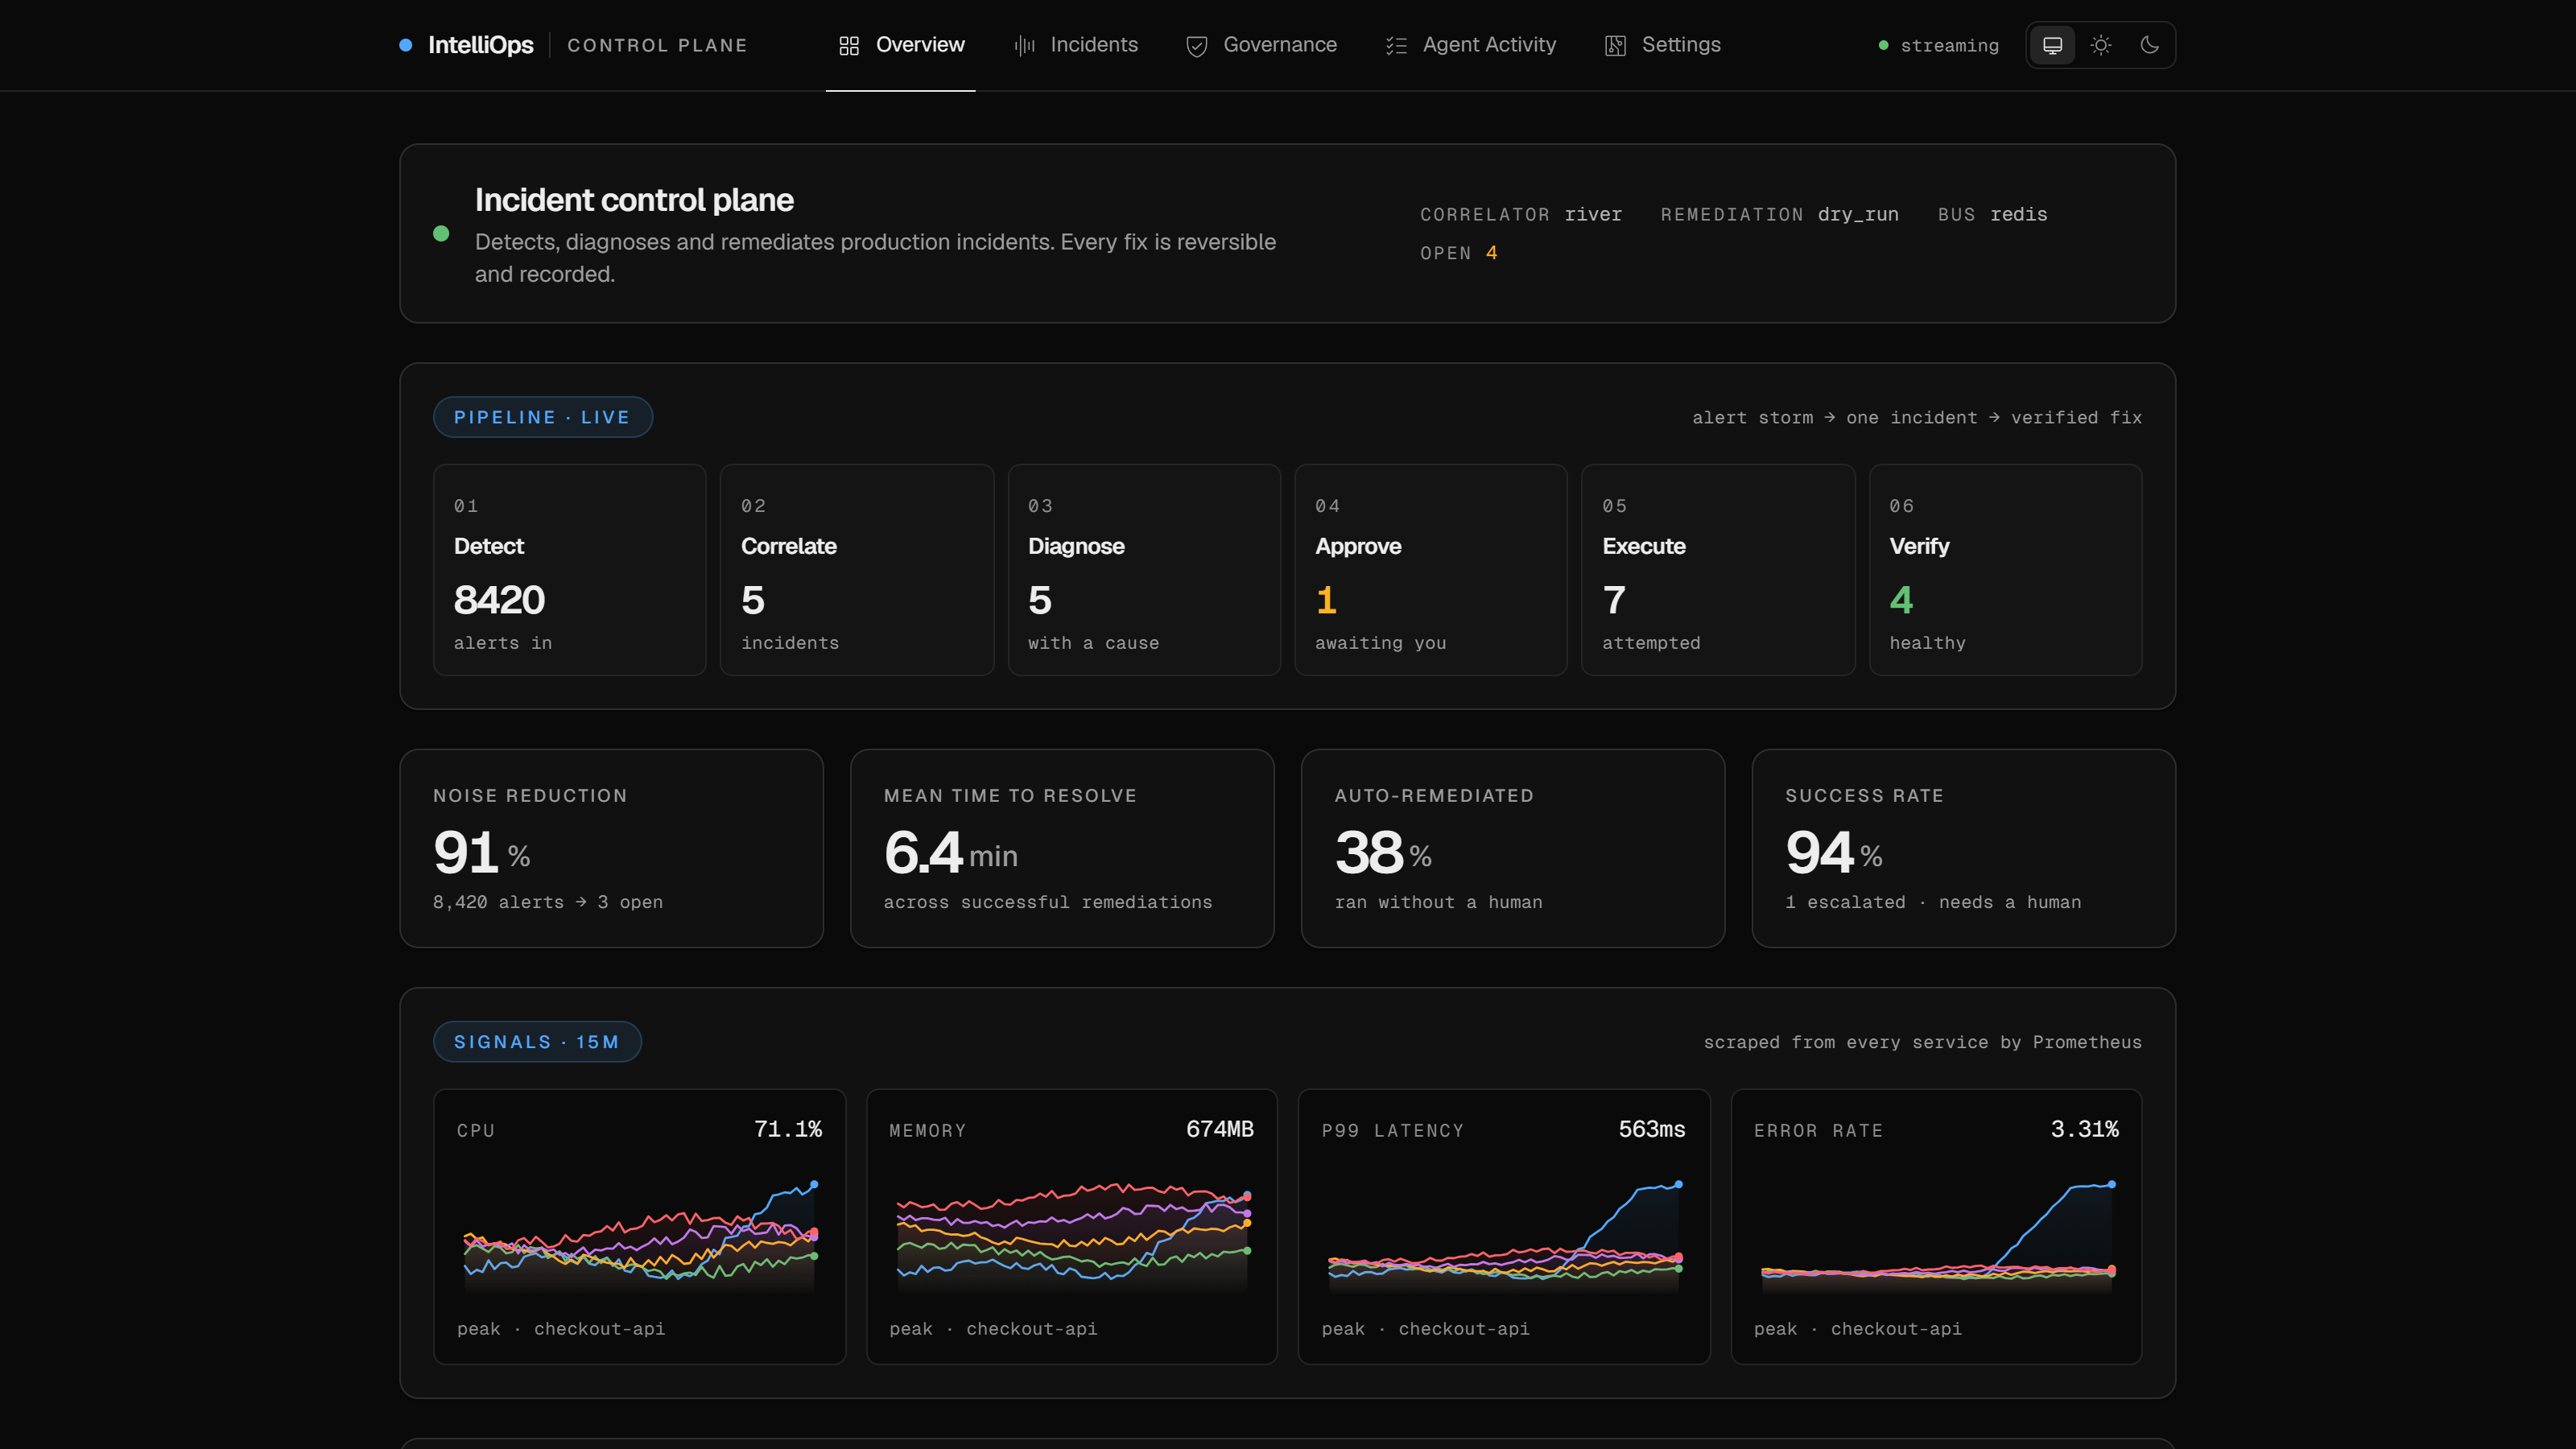 IntelliOps CONTROL PLANE Overview Incidents Governance Agent Activity Settings streaming
Incident control plane
Detects, diagnoses and remediates production incidents. Every fix is reversible
and recorded.
CORRELATOR river REMEDIATION dry_run BUS redis
OPEN 4
PIPELINE · LIVE alert storm → one incident → verified fix
01
Detect
8420
alerts in
02
Correlate
5
incidents
03
Diagnose
5
with a cause
04
Approve
1
awaiting you
05
Execute
7
attempted
06
Verify
4
healthy
NOISE REDUCTION
91 %
8,420 alerts → 3 open
MEAN TIME TO RESOLVE
6.4 min
across successful remediations
AUTO-REMEDIATED
38 %
ran without a human
SUCCESS RATE
94 %
1 escalated · needs a human
SIGNALS · 15M scraped from every service by Prometheus
CPU 71.1%
peak · checkout-api
MEMORY 674MB
peak · checkout-api
P99 LATENCY 563ms
peak · checkout-api
ERROR RATE 3.31%
peak · checkout-api